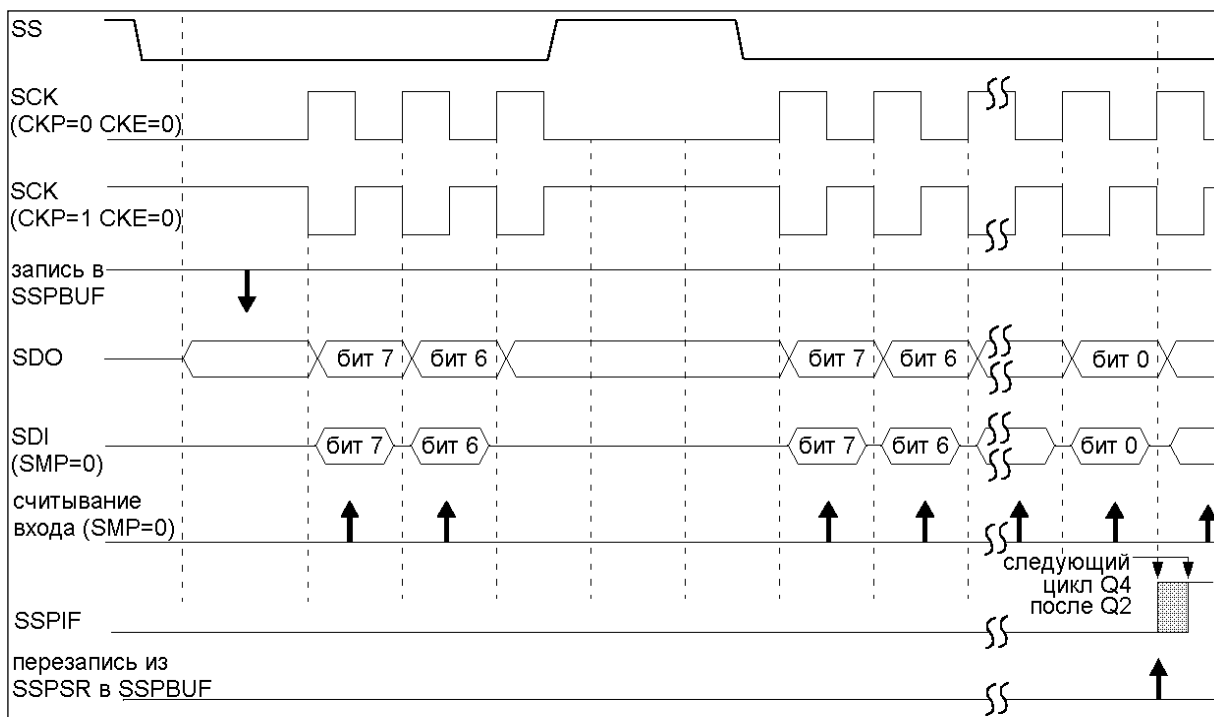 SS
SCK
(CKP=0 CKE=0)
SCK
(CKP=1 CKE=0)
запись в
SSPBUF
SDO
бит 7
бит 6
бит 7
бит 6
бит 0
SDI
(SMP=0)
бит 7
бит 6
бит 7
бит 6
бит 0
считывание
входа (SMP=0)
следующий
цикл Q4
после Q2
SSPIF
перезапись из
SSPSR в SSPBUF